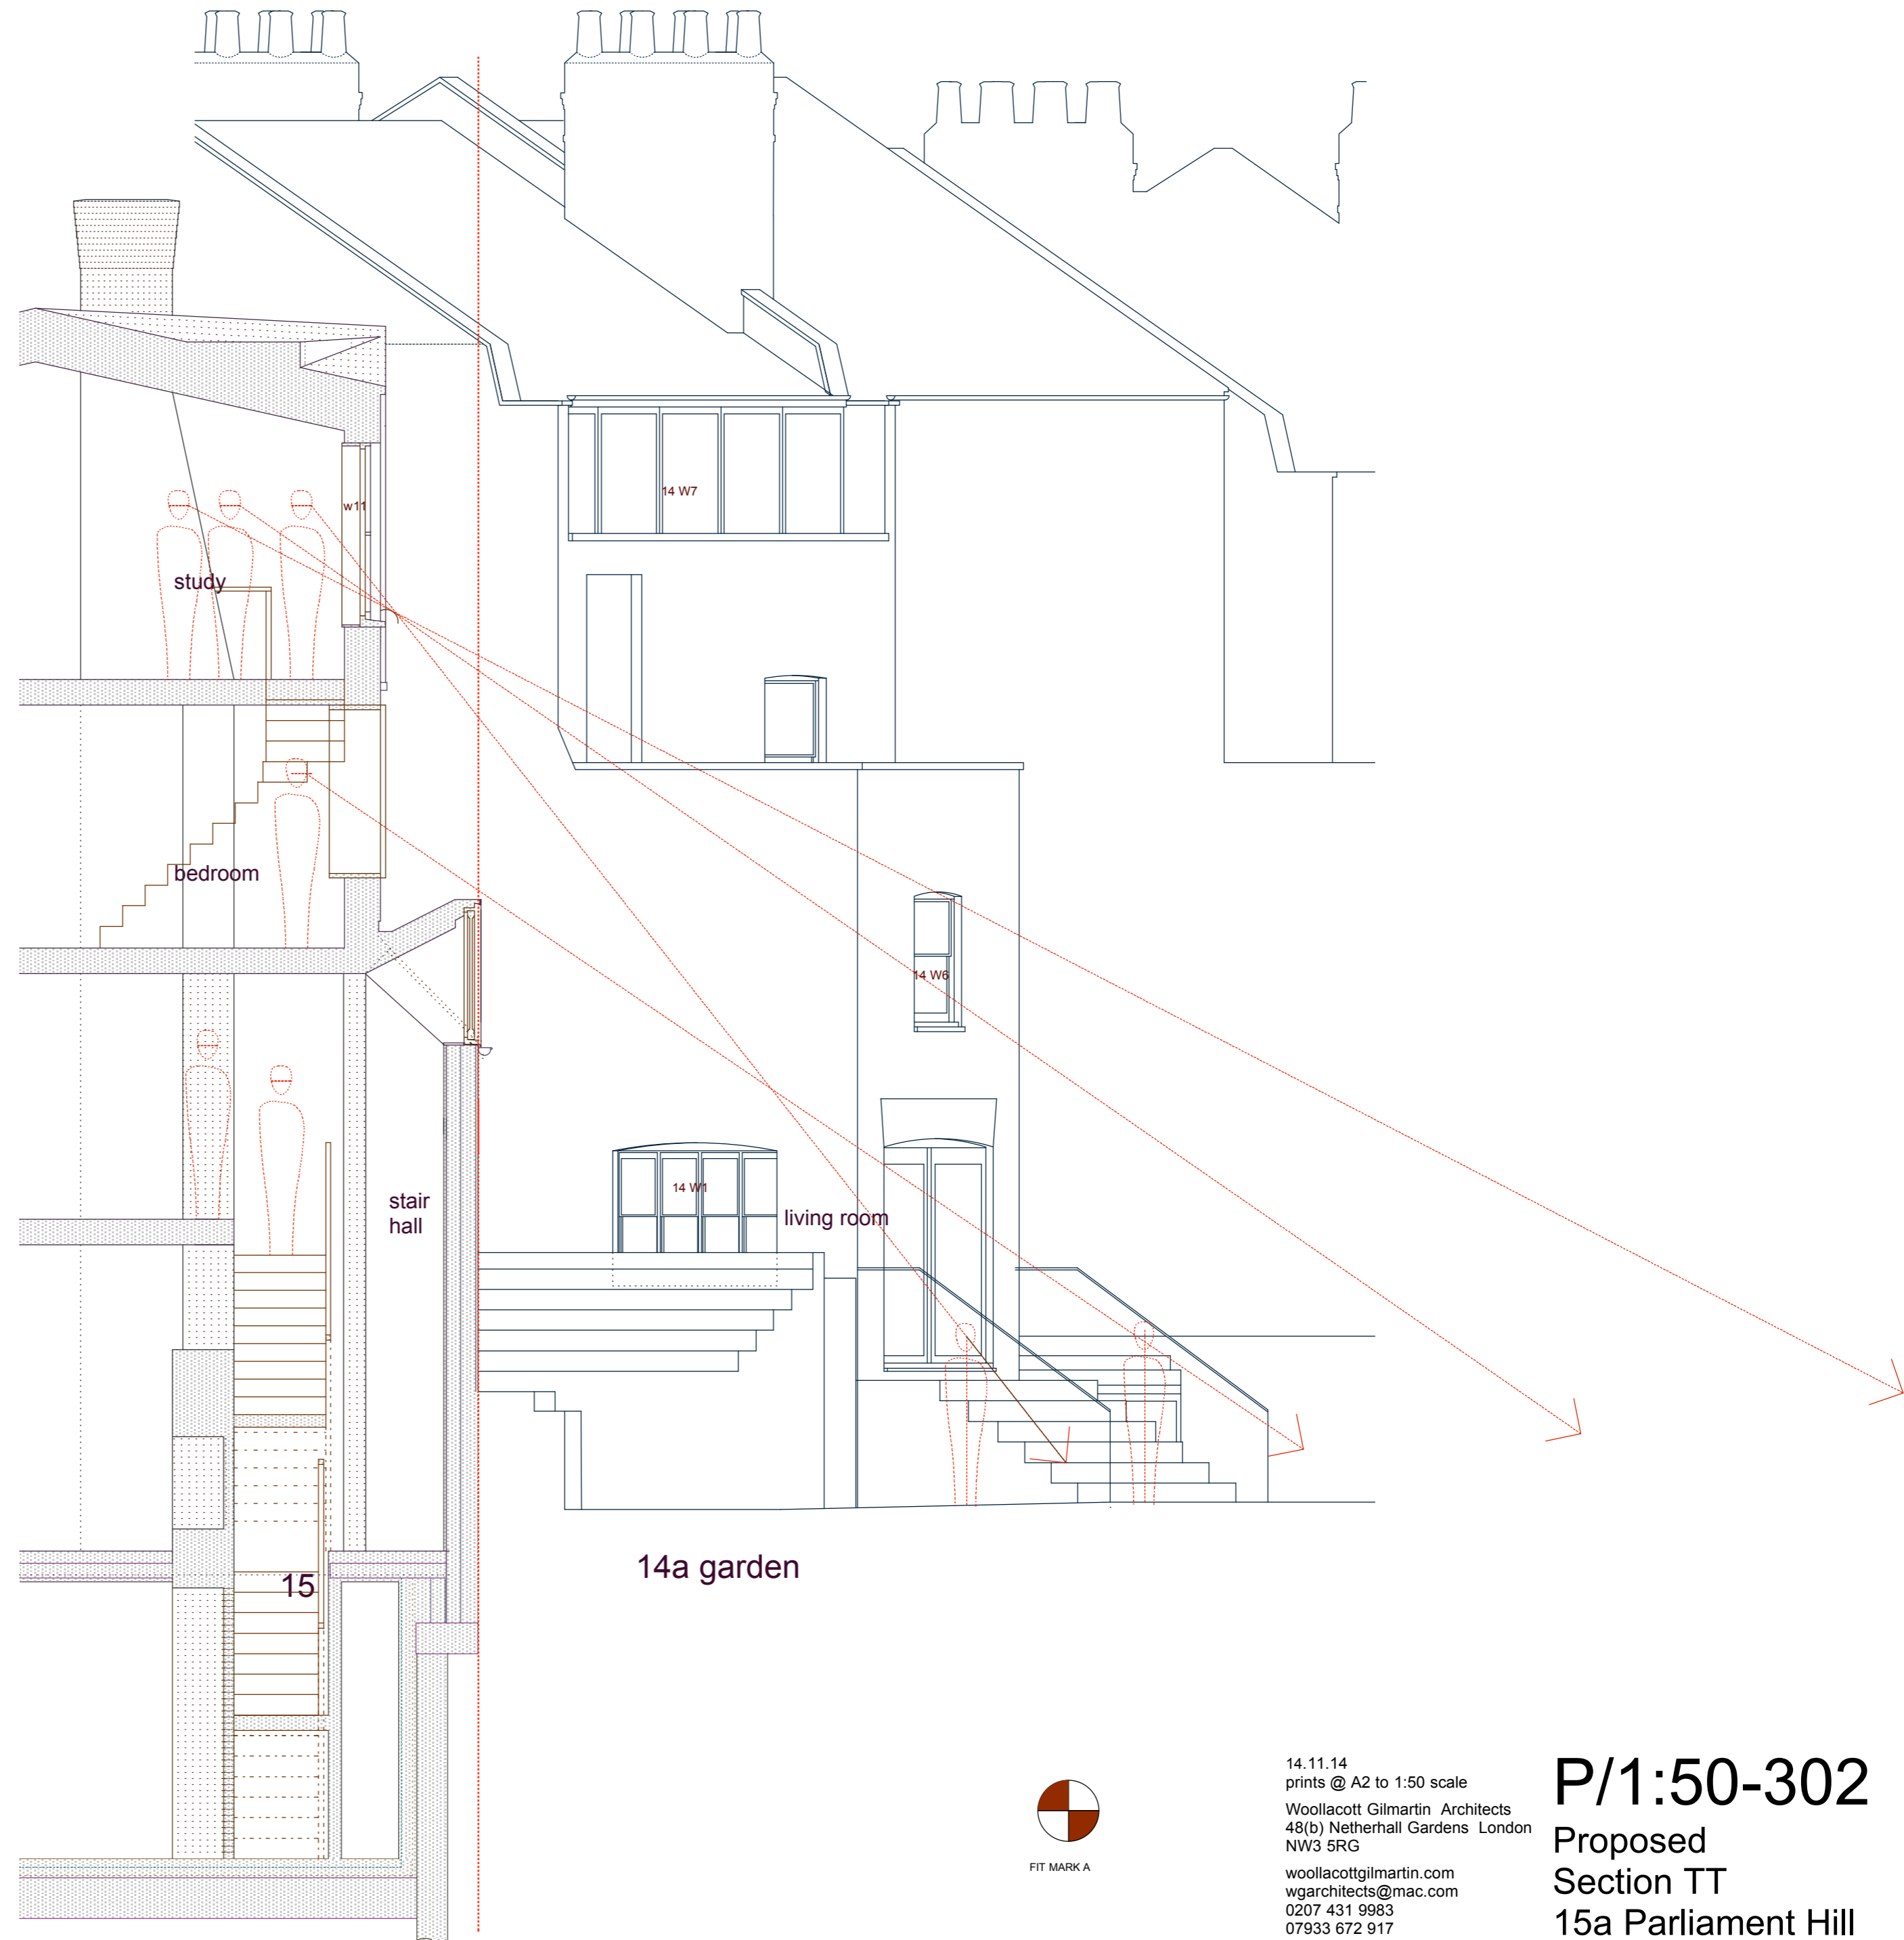 14 W7
w11
study
bedroom
14 W6
14 W1
stair
hall
living room
14a garden
15
FIT MARK A
14.11.14
prints @ A2 to 1:50 scale
Woollacott Gilmartin Architects
48(b) Netherhall Gardens London
NW3 5RG
woollacottgilmartin.com
wgarchitects@mac.com
0207 431 9983
07933 672 917
P/1:50-302
Proposed
Section TT
15a Parliament Hill